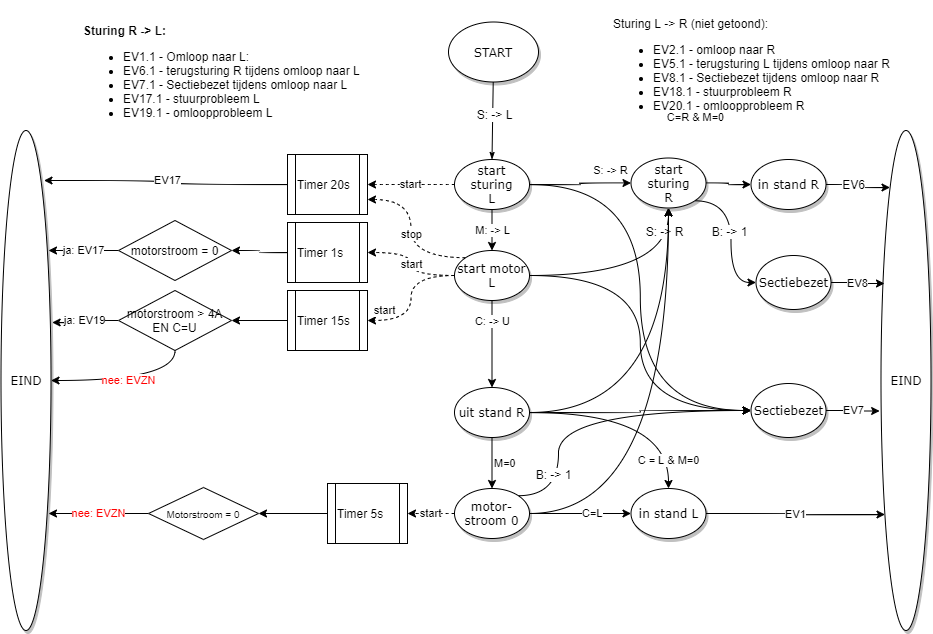 Sturing R -> L:
EV1.1 - Omloop naar L:
EV6.1 - terugsturing R tijdens omloop naar L
EV7.1 - Sectiebezet tijdens omloop naar L
EV17.1 - stuurprobleem L
EV19.1 - omloopprobleem L
START
Sturing L -> R (niet getoond):
EV2.1 - omloop naar R
EV5.1 - terugsturing L tijdens omloop naar R
EV8.1 - Sectiebezet tijdens omloop naar R
EV18.1 - stuurprobleem R
EV20.1 - omloopprobleem R
C=R & M=0
S: -> L
EV17
Timer 20s
start
start
sturing
L
S: -> R
start
sturing
R
in stand R
EV6
stop
M: -> L
S: -> R
B: -> 1
ja: EV17
motorstroom = 0
Timer 1s
start
start motor
L
Sectiebezet
EV8
ja: EV19
motorstroom > 4A
EN C=U
Timer 15s
start
C: -> U
nee: EVZN
EIND
EIND
uit stand R
Sectiebezet
EV7
M=0
B: -> 1
C = L & M=0
nee: EVZN
Motorstroom = 0
Timer 5s
start
motor-
stroom 0
C=L
in stand L
EV1